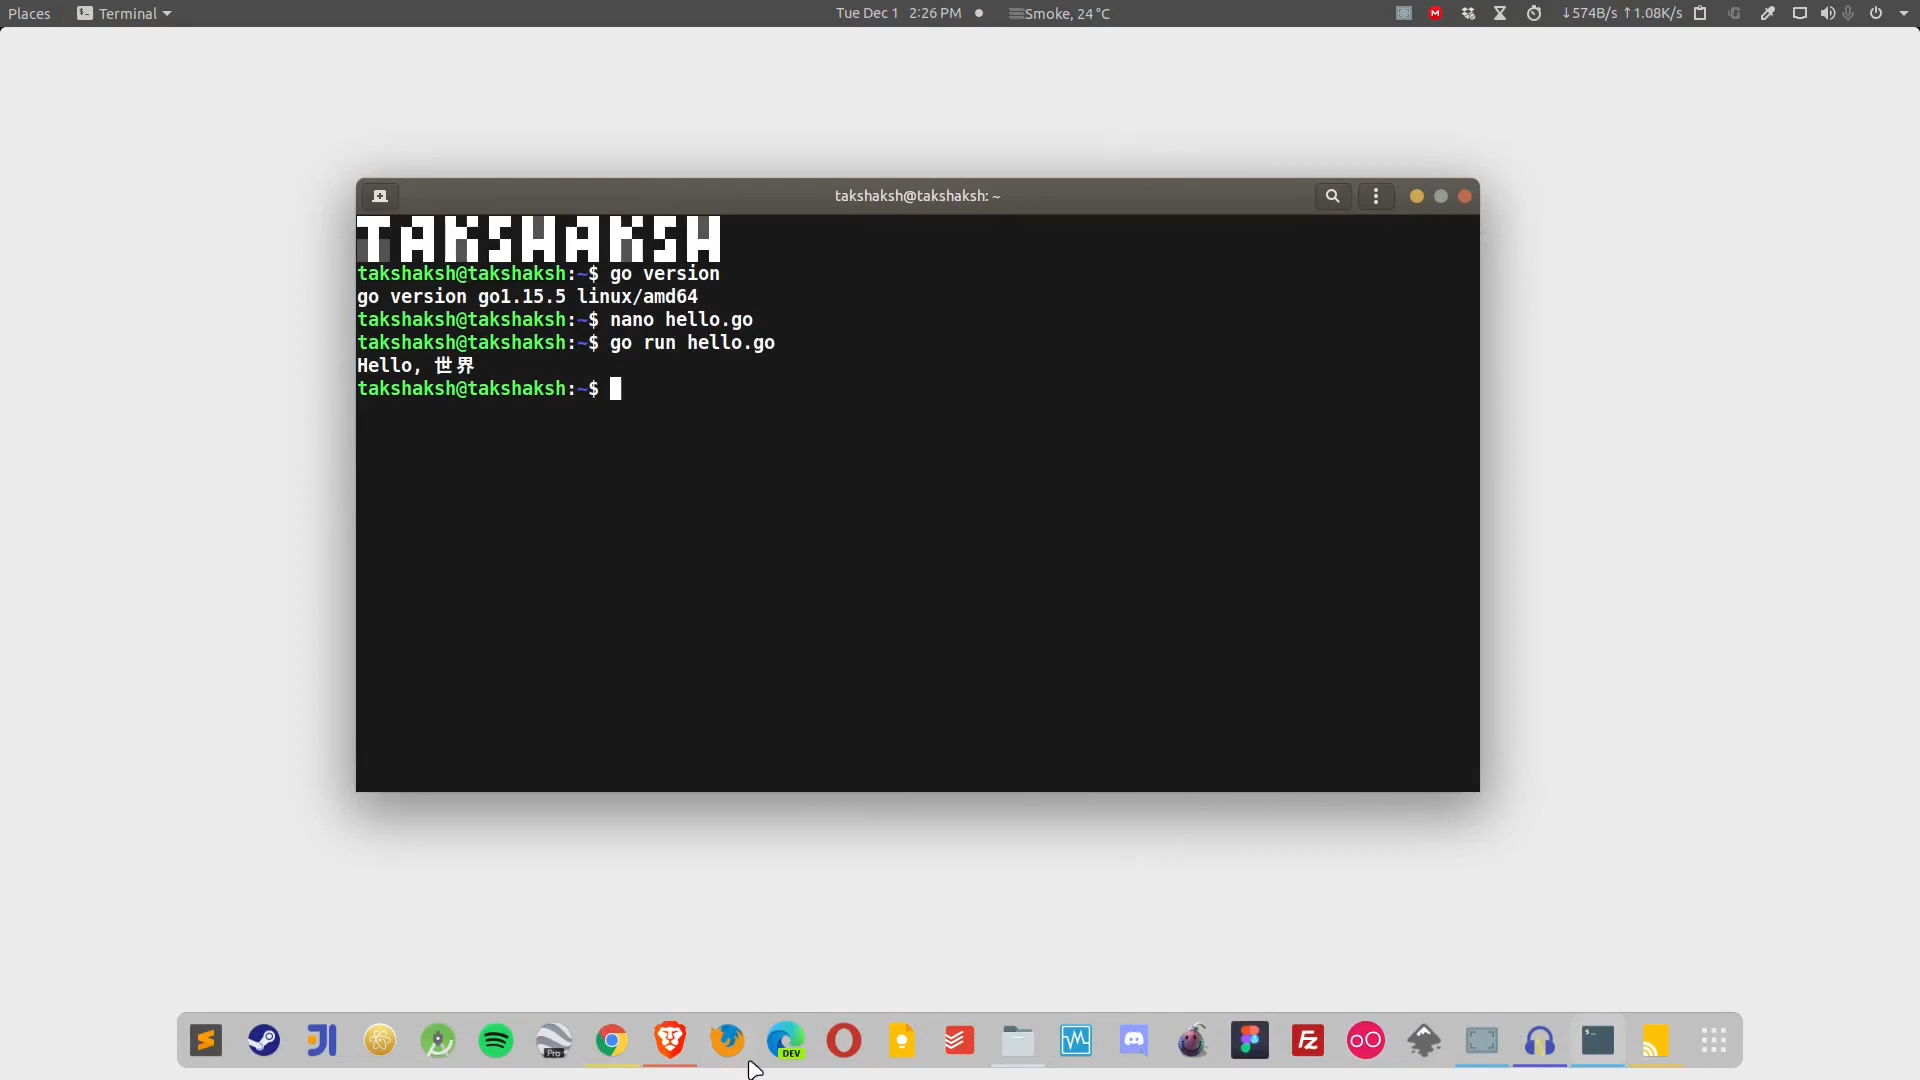 Places Terminal Tue Dec 1 2:26 PM Smoke, 24 °C ↓574B/s ↑1.08K/s
takshaksh@takshaksh: ~
TAKSHAKSH
takshaksh@takshaksh:~$ go version
go version go1.15.5 linux/amd64
takshaksh@takshaksh:~$ nano hello.go
takshaksh@takshaksh:~$ go run hello.go
Hello, 世界
takshaksh@takshaksh:~$
Pro
DEV